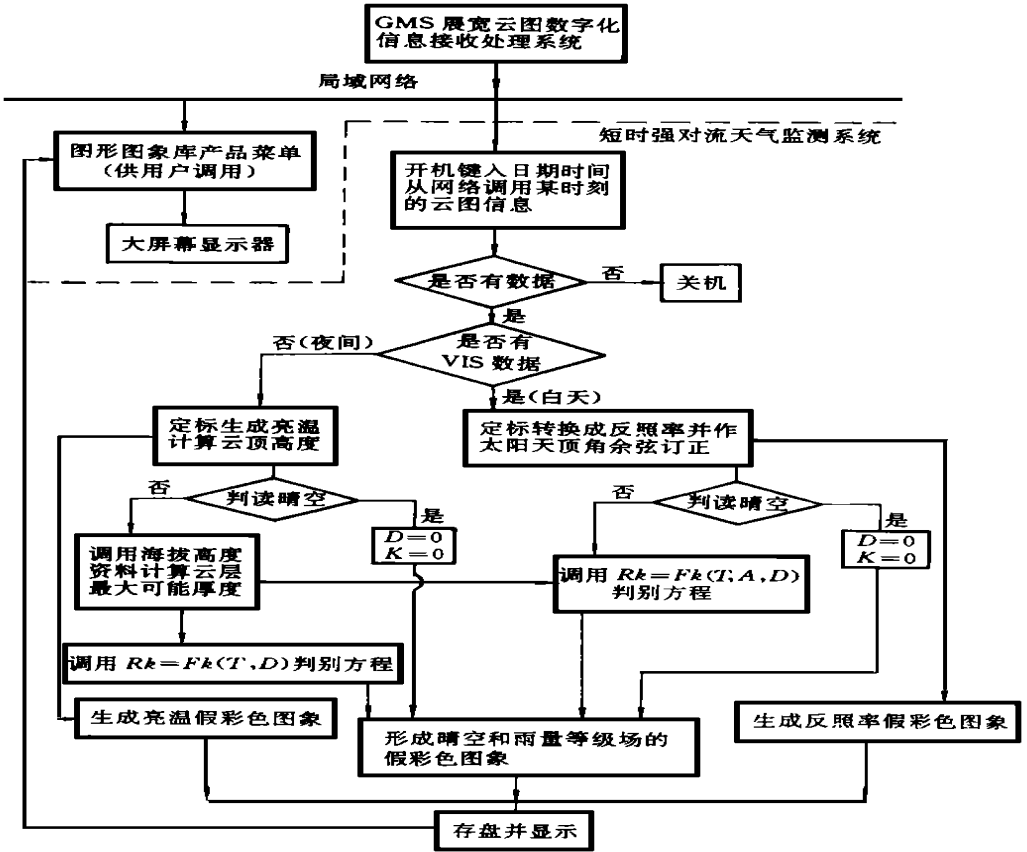 GMS 展宽云图数字化
信息接收处理系统
局域网络
短时强对流天气监测系统
图形图象库产品菜单
(供用户调用)
开机键入日期时间
从网络调用某时刻
的云图信息
大屏幕显示器
是否有数据
否
关机
是
否(夜间)
是否有
VIS 数据
是(白天)
定标生成亮温
计算云顶高度
定标转换成反照率并作
太阳天顶角余弦订正
否
判读晴空
是
否
判读晴空
是
D=0
K=0
D=0
K=0
调用海拔高度
资料计算云层
最大可能厚度
调用 Rk=Fk(T,A,D)
判别方程
调用 Rk=Fk(T,D)判别方程
生成亮温假彩色图象
形成晴空和雨量等级场的
假彩色图象
生成反照率假彩色图象
存盘并显示